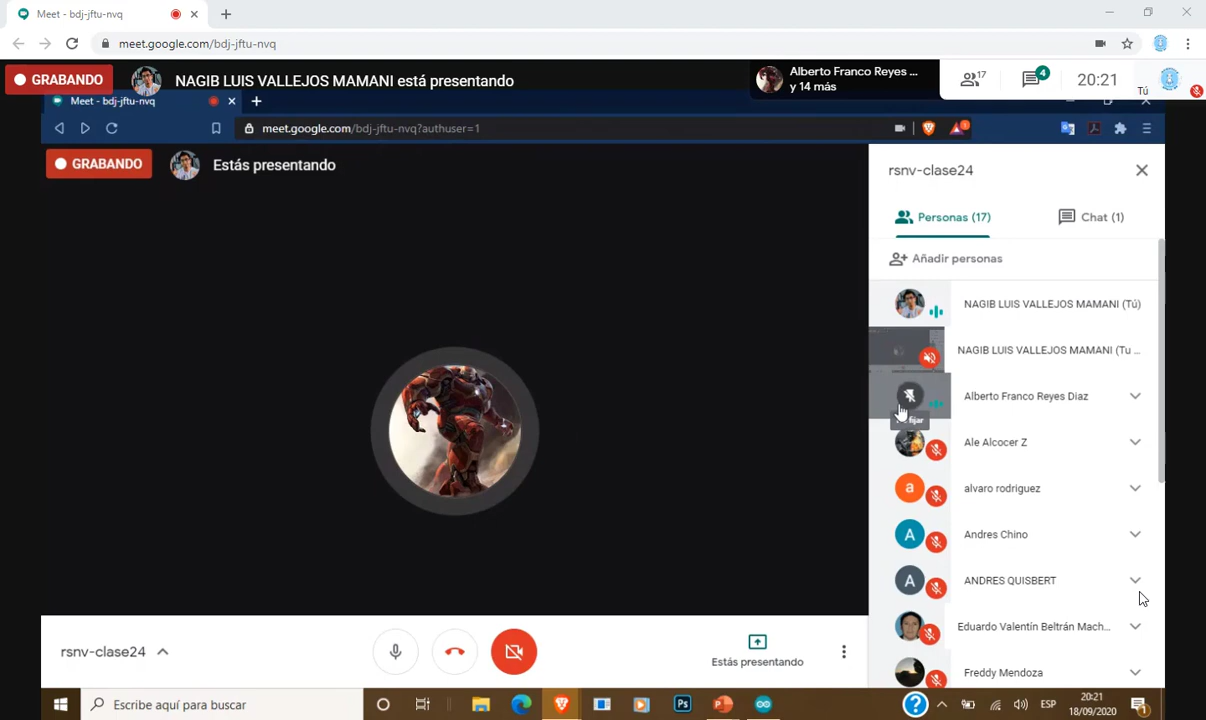 Meet - bdj-jftu-nvq
meet.google.com/bdj-jftu-nvq
GRABANDO
NAGIB LUIS VALLEJOS MAMANI está presentando
Alberto Franco Reyes ...
y 14 más
17
4
20:21
Tú
Meet - bdj-jftu-nvq
meet.google.com/bdj-jftu-nvq?authuser=1
GRABANDO
Estás presentando
rsnv-clase24
Personas (17)
Chat (1)
Añadir personas
NAGIB LUIS VALLEJOS MAMANI (Tú)
NAGIB LUIS VALLEJOS MAMANI (Tu ...
Alberto Franco Reyes Diaz
fijar
Ale Alcocer Z
a
alvaro rodriguez
A
Andres Chino
A
ANDRES QUISBERT
Eduardo Valentín Beltrán Mach...
Freddy Mendoza
rsnv-clase24
Estás presentando
Escribe aquí para buscar
Ps
ESP
20:21
18/09/2020